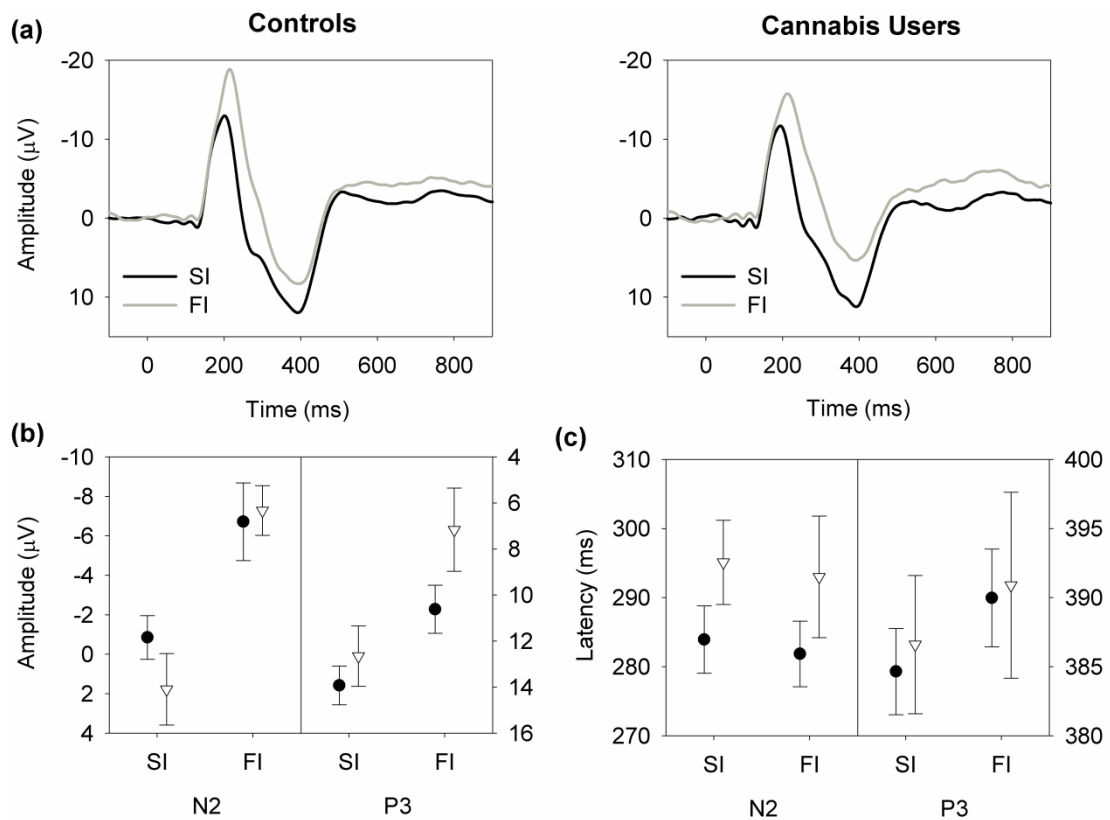 (a)
Controls
Cannabis Users
Amplitude (µV)
-20
-10
0
10
SI
FI
0 200 400 600 800
Time (ms)
-20
-10
0
10
SI
FI
0 200 400 600 800
Time (ms)
(b)
Amplitude (µV)
-10
-8
-6
-4
-2
0
2
4
4
6
8
10
12
14
16
SI FI SI FI
N2 P3
(c)
Latency (ms)
310
300
290
280
270
400
395
390
385
380
SI FI SI FI
N2 P3